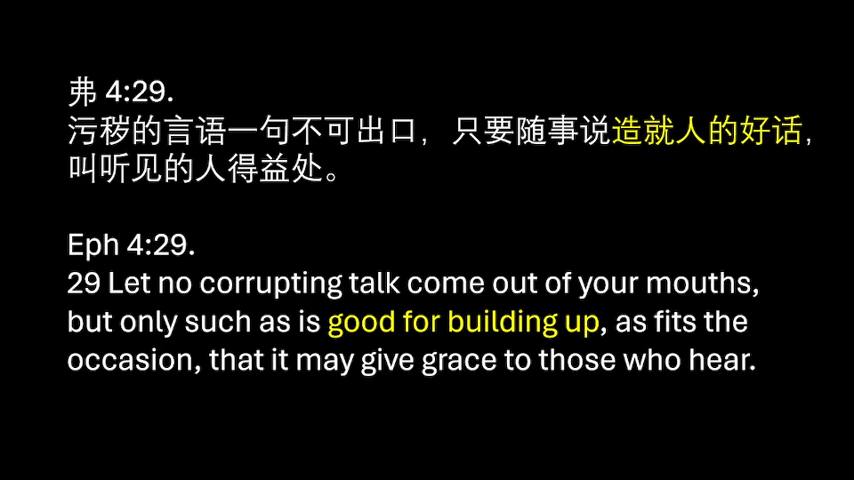 弗 4:29.
污秽的言语一句不可出口，只要随事说造就人的好话，
叫听见的人得益处。
Eph 4:29.
29 Let no corrupting talk come out of your mouths,
but only such as is good for building up, as fits the
occasion, that it may give grace to those who hear.